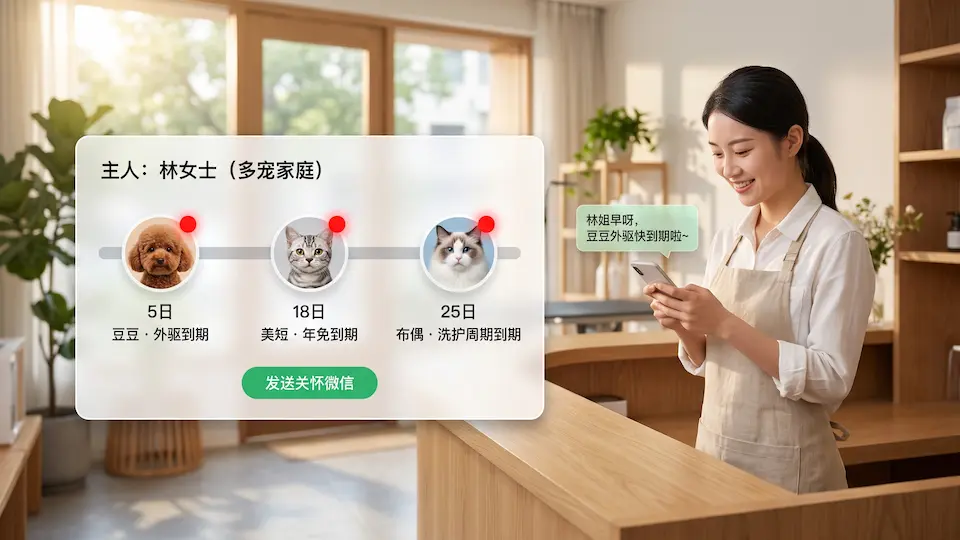 主人：林女士（多宠家庭）
5日
豆豆 · 外驱到期
18日
美短 · 年免到期
25日
布偶 · 洗护周期到期
发送关怀微信
林姐早呀，
豆豆外驱快到期啦~